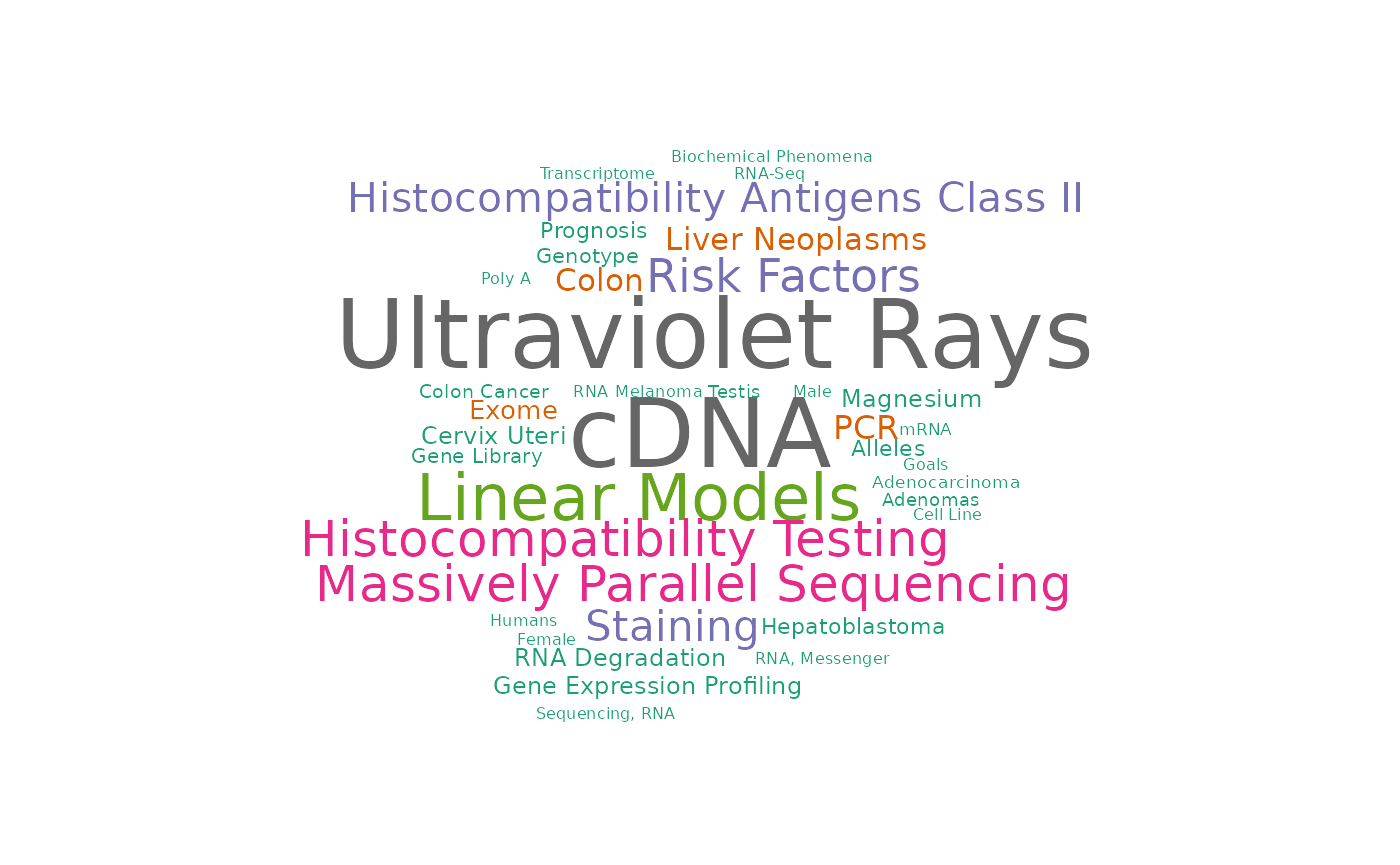 Biochemical Phenomena
Transcriptome RNA-Seq
Histocompatibility Antigens Class II
Prognosis Liver Neoplasms
Genotype
Poly A Colon Risk Factors
Ultraviolet Rays
Colon Cancer RNA Melanoma Testis Male Magnesium
Exome cDNA PCR mRNA
Cervix Uteri Alleles
Gene Library Goals
Linear Models Adenocarcinoma
Adenomas
Cell Line
Histocompatibility Testing
Massively Parallel Sequencing
Humans Staining Hepatoblastoma
Female
RNA Degradation RNA, Messenger
Gene Expression Profiling
Sequencing, RNA